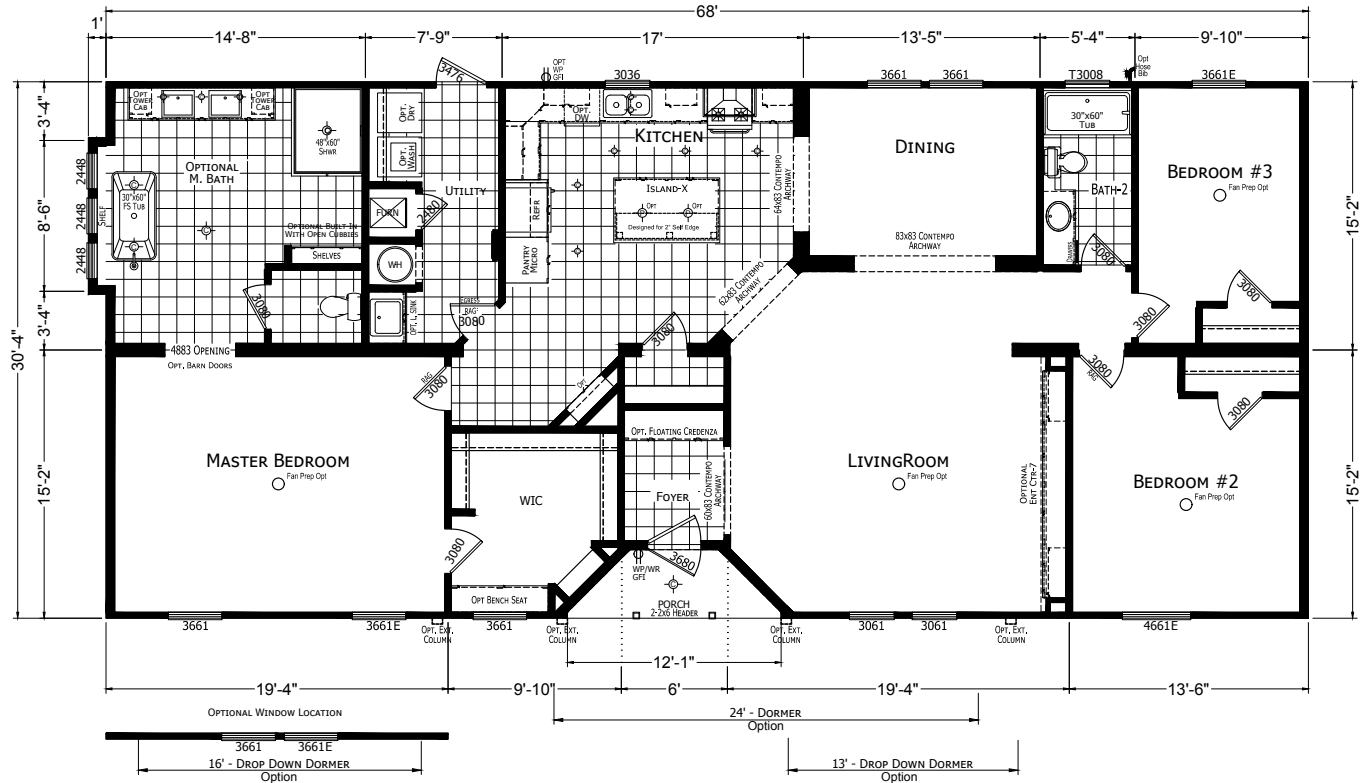 68'
1'
14'-8"
7'-9"
17'
13'-5"
5'-4"
9'-10"
3476
OPT
WP
GFI
3036
3661
3661
T3008
Opt
Hose
Bib
3661E
3'-4"
8'-6"
3'-4"
30'-4"
15'-2"
15'-2"
15'-2"
OPT
TOWER
CAB
OPT
TOWER
CAB
48"x60"
SHWR
OPTIONAL
M. BATH
2448
2448
2448
SHELF
30"x60"
FS TUB
OPTIONAL BUILT IN
WITH OPEN CUBBIES
SHELVES
3080
4883 OPENING
OPT. BARN DOORS
OPT. DRY
OPT. WASH
UTILITY
FURN
2480
WH
OPT. L. SINK
EGRESS
RAG
3080
OPT. DW
KITCHEN
ISLAND-X
OPT
OPT
Designed for 2" Self Edge
REFR
PANTRY
MICRO
64x83 CONTEMPO
ARCHWAY
62x83 CONTEMPO
ARCHWAY
3080
OPT
DINING
83x83 CONTEMPO
ARCHWAY
30"x60"
TUB
BATH-2
3080
BEDROOM #3
Fan Prep Opt
3080
3080
RAG
3080
MASTER BEDROOM
Fan Prep Opt
3080
WIC
OPT BENCH SEAT
OPT. FLOATING CREDENZA
FOYER
60x83 CONTEMPO
ARCHWAY
3680
WP/WR
GFI
PORCH
2-2x6 HEADER
LIVINGROOM
Fan Prep Opt
OPTIONAL
ENT CTR-7
3080
RAG
3080
BEDROOM #2
Fan Prep Opt
3661
3661E
OPT. EXT.
COLUMN
3661
OPT. EXT.
COLUMN
OPT. EXT.
COLUMN
3061
3061
OPT. EXT.
COLUMN
4661E
12'-1"
19'-4"
9'-10"
6'
19'-4"
13'-6"
OPTIONAL WINDOW LOCATION
3661
3661E
16' - DROP DOWN DORMER
Option
24' - DORMER
Option
13' - DROP DOWN DORMER
Option